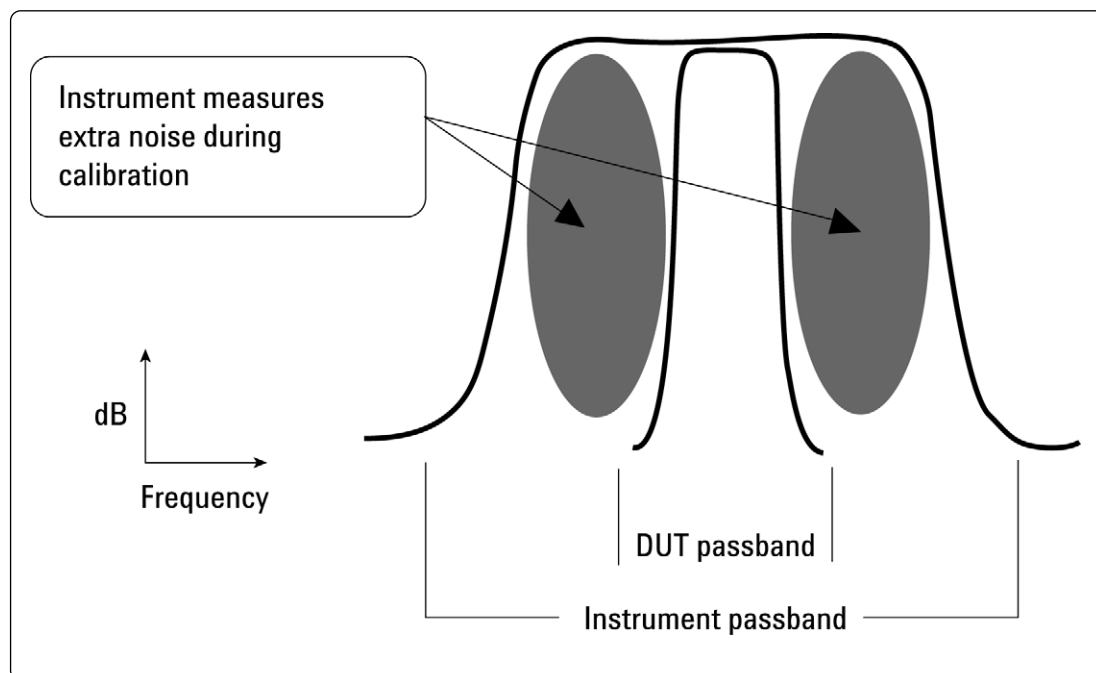 Instrument measures
extra noise during
calibration
dB
Frequency
DUT passband
Instrument passband